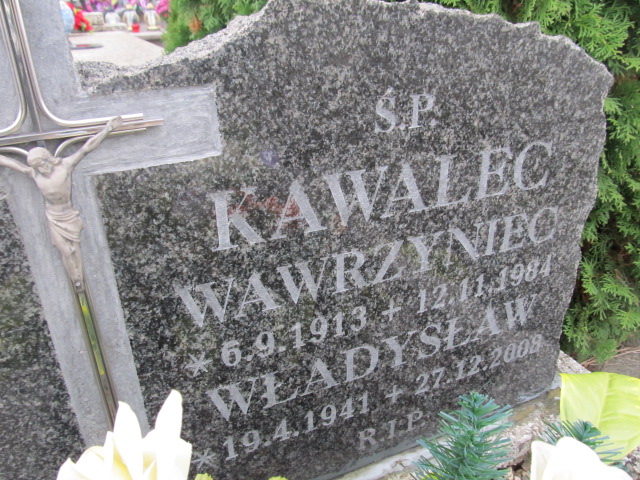 Ś.P.
KAWALEC
WAWRZYNIEC
* 6.9.1913 + 12.11.1984
WŁADYSŁAW
* 19.4.1941 + 27.12.2008
R.I.P.